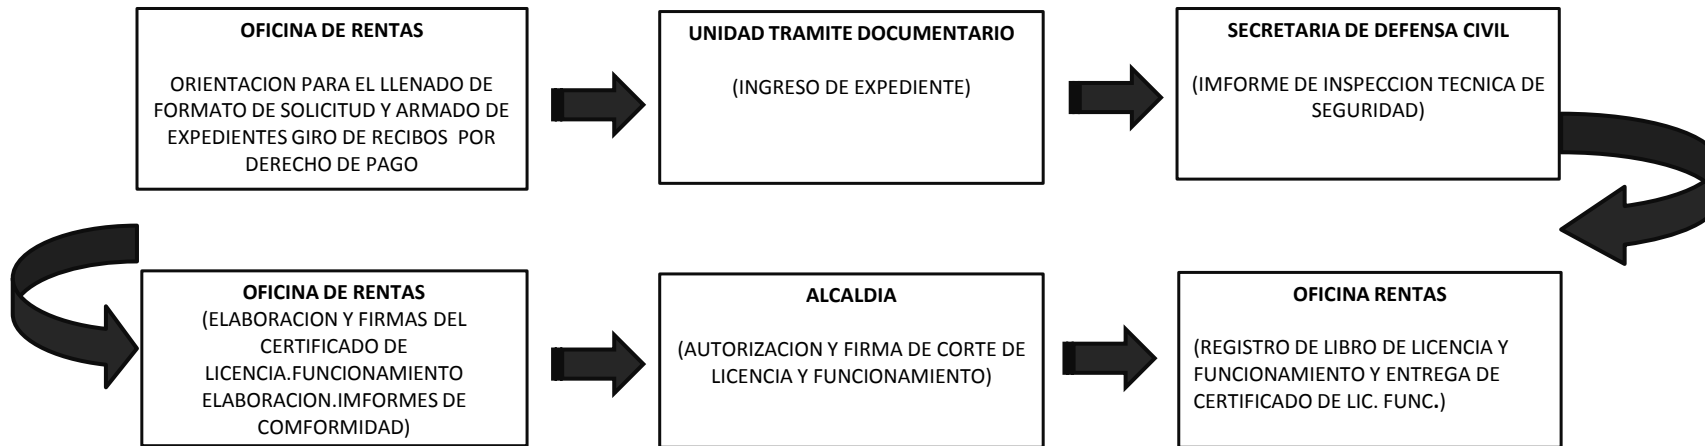 OFICINA DE RENTAS
ORIENTACION PARA EL LLENADO DE
FORMATO DE SOLICITUD Y ARMADO DE
EXPEDIENTES GIRO DE RECIBOS POR
DERECHO DE PAGO
UNIDAD TRAMITE DOCUMENTARIO
(INGRESO DE EXPEDIENTE)
SECRETARIA DE DEFENSA CIVIL
(IMFORME DE INSPECCION TECNICA DE
SEGURIDAD)
OFICINA DE RENTAS
(ELABORACION Y FIRMAS DEL
CERTIFICADO DE
LICENCIA.FUNCIONAMIENTO
ELABORACION.IMFORMES DE
COMFORMIDAD)
ALCALDIA
(AUTORIZACION Y FIRMA DE CORTE DE
LICENCIA Y FUNCIONAMIENTO)
OFICINA RENTAS
(REGISTRO DE LIBRO DE LICENCIA Y
FUNCIONAMIENTO Y ENTREGA DE
CERTIFICADO DE LIC. FUNC.)